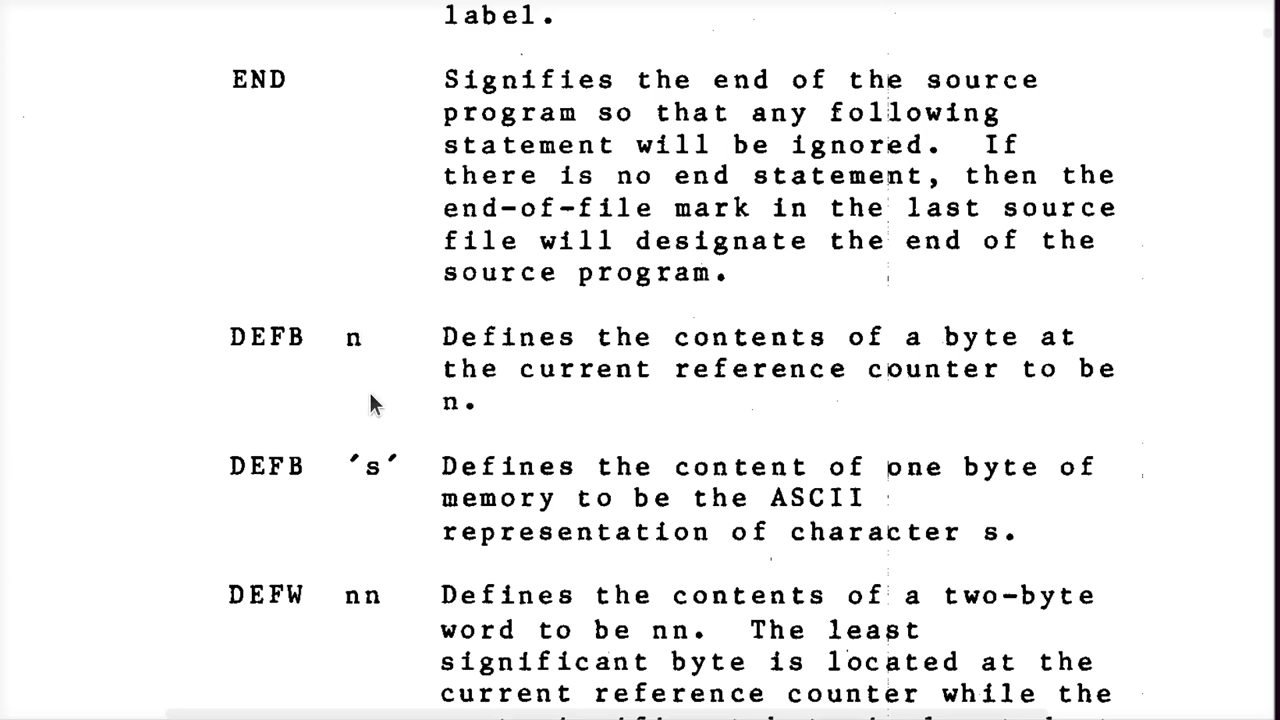 label.
END Signifies the end of the source
program so that any following
statement will be ignored. If
there is no end statement, then the
end-of-file mark in the last source
file will designate the end of the
source program.
DEFB n Defines the contents of a byte at
the current reference counter to be
n.
DEFB 's' Defines the content of one byte of
memory to be the ASCII
representation of character s.
DEFW nn Defines the contents of a two-byte
word to be nn. The least
significant byte is located at the
current reference counter while the